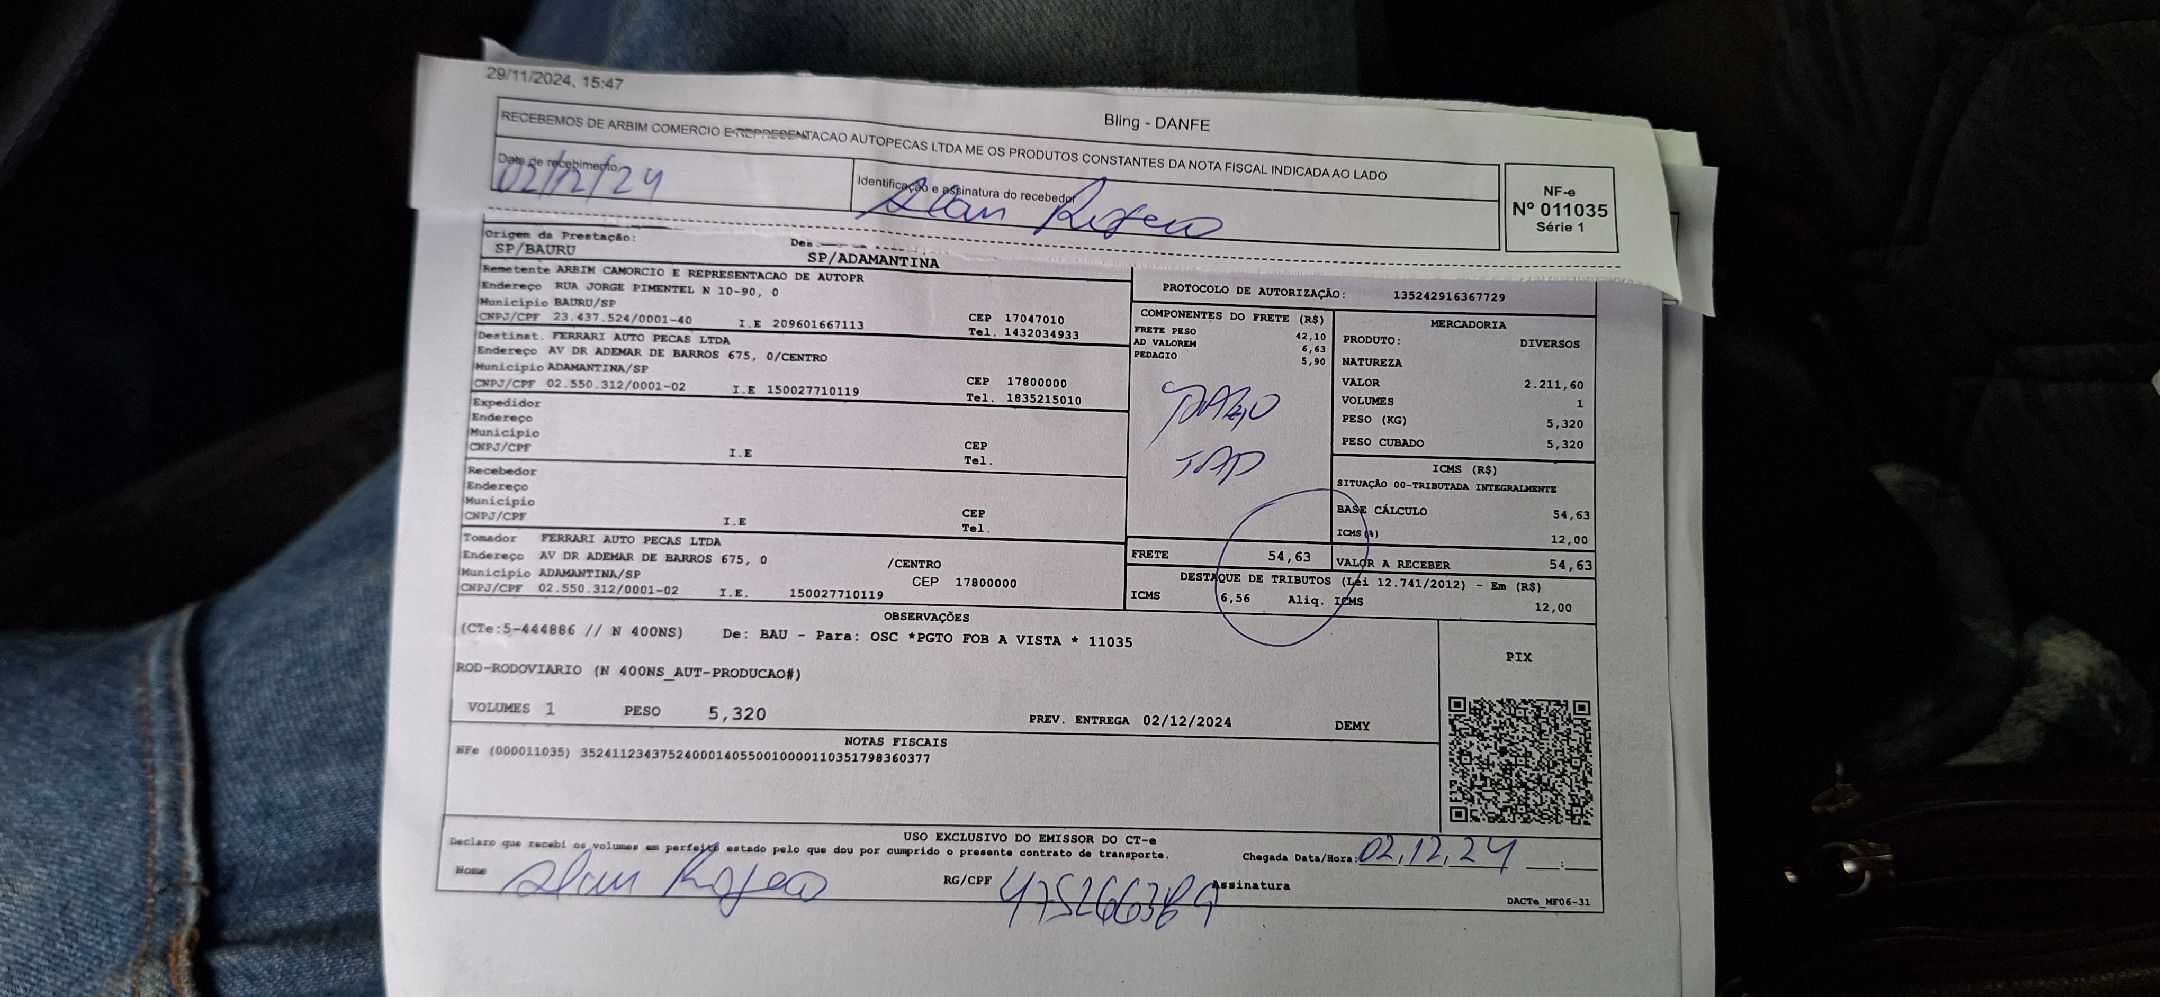 29/11/2024, 15:47
Bling - DANFE
RECEBEMOS DE ARBIM COMERCIO E REPRESENTACAO AUTOPECAS LTDA ME OS PRODUTOS CONSTANTES DA NOTA FISCAL INDICADA AO LADO
Data de recebimento
02/12/24
Identificação e assinatura do recebedor
Alan
NF-e
Nº 011035
Série 1
Origem da Prestação:
SP/BAURU
Des
SP/ADAMANTINA
Remetente ARBIM CAMORCIO E REPRESENTACAO DE AUTOPR
Endereço RUA JORGE PIMENTEL N 10-90, 0
Município BAURU/SP CEP 17047010
CNPJ/CPF 23.437.524/0001-40 I.E 209601667113 Tel. 1432034933
Destinat. FERRARI AUTO PECAS LTDA
Endereço AV DR ADEMAR DE BARROS 675, 0/CENTRO
Município ADAMANTINA/SP CEP 17800000
CNPJ/CPF 02.550.312/0001-02 I.E 150027710119 Tel. 1835215010
Expedidor
Endereço
Município CEP
CNPJ/CPF I.E Tel.
Recebedor
Endereço
Município CEP
CNPJ/CPF I.E Tel.
Tomador FERRARI AUTO PECAS LTDA
Endereço AV DR ADEMAR DE BARROS 675, 0 /CENTRO
Município ADAMANTINA/SP CEP 17800000
CNPJ/CPF 02.550.312/0001-02 I.E. 150027710119
PROTOCOLO DE AUTORIZAÇÃO: 135242916367729
COMPONENTES DO FRETE (R$)
FRETE PESO 42,10
AD VALOREM 6,63
PEDAGIO 5,90
FRETE 54,63
MERCADORIA
PRODUTO: DIVERSOS
NATUREZA
VALOR 2.211,60
VOLUMES 1
PESO (KG) 5,320
PESO CUBADO 5,320
ICMS (R$)
SITUAÇÃO 00-TRIBUTADA INTEGRALMENTE
BASE CÁLCULO 54,63
ICMS(%) 12,00
VALOR A RECEBER 54,63
DESTAQUE DE TRIBUTOS (Lei 12.741/2012) - Em (R$)
ICMS 6,56 Aliq. ICMS 12,00
OBSERVAÇÕES
(CTe:5-444886 // N 400NS) De: BAU - Para: OSC *PGTO FOB A VISTA * 11035
ROD-RODOVIARIO (N 400NS_AUT-PRODUCAO#)
VOLUMES 1 PESO 5,320 PREV. ENTREGA 02/12/2024 DEMY
PIX
NOTAS FISCAIS
NFe (000011035) 35241123437524000140550010000110351798360377
USO EXCLUSIVO DO EMISSOR DO CT-e
Declaro que recebi os volumes em perfeito estado pelo que dou por cumprido o presente contrato de transporte.
Chegada Data/Hora: 02.12.24 __:__
Nome Alan
RG/CPF
Assinatura
DACTe_MF06-31